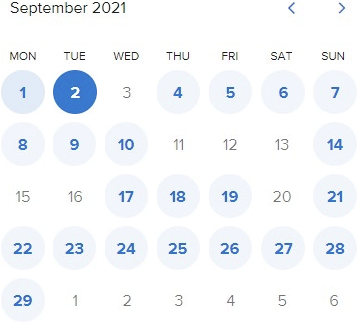 September 2021
MON TUE WED THU FRI SAT SUN
1 2 3 4 5 6 7
8 9 10 11 12 13 14
15 16 17 18 19 20 21
22 23 24 25 26 27 28
29 1 2 3 4 5 6